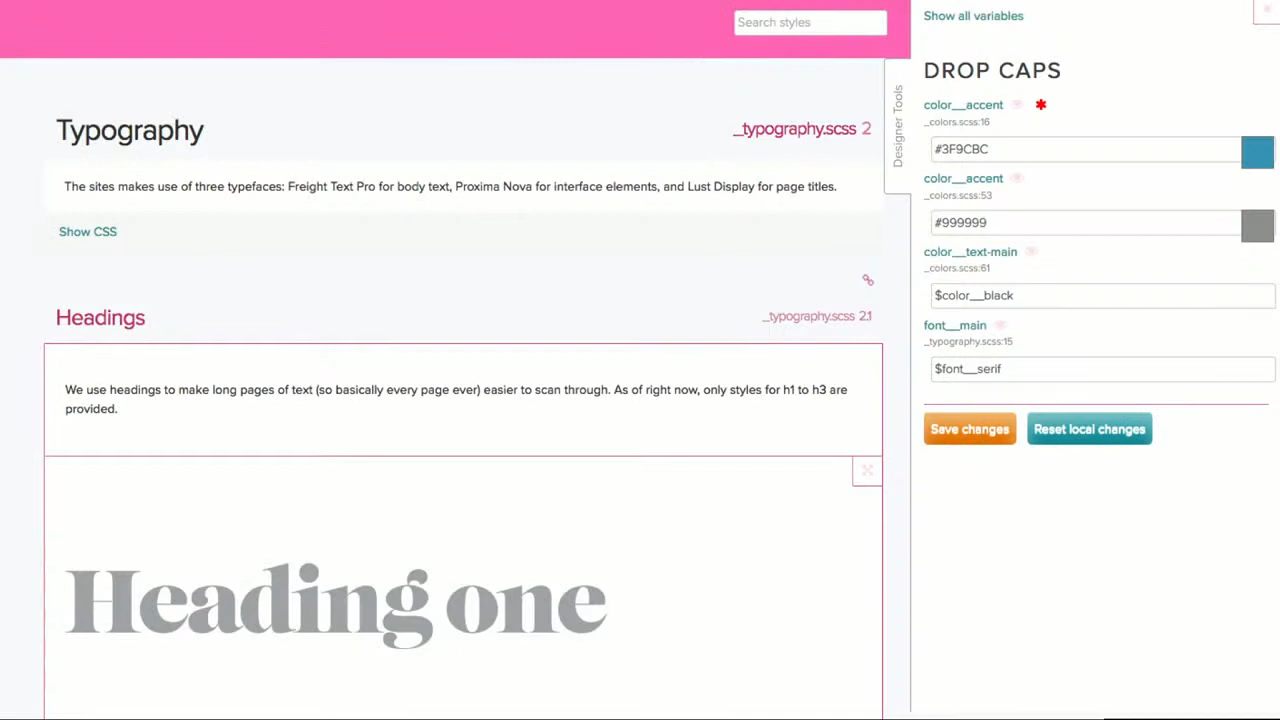 Search styles
Typography
_typography.scss 2
The sites makes use of three typefaces: Freight Text Pro for body text, Proxima Nova for interface elements, and Lust Display for page titles.
Show CSS
Headings
_typography.scss 2.1
We use headings to make long pages of text (so basically every page ever) easier to scan through. As of right now, only styles for h1 to h3 are
provided.
Heading one
Designer Tools
Show all variables
DROP CAPS
color__accent
_colors.scss:16
#3F9CBC
color__accent
_colors.scss:53
#999999
color__text-main
_colors.scss:61
$color__black
font__main
_typography.scss:15
$font__serif
Save changes
Reset local changes